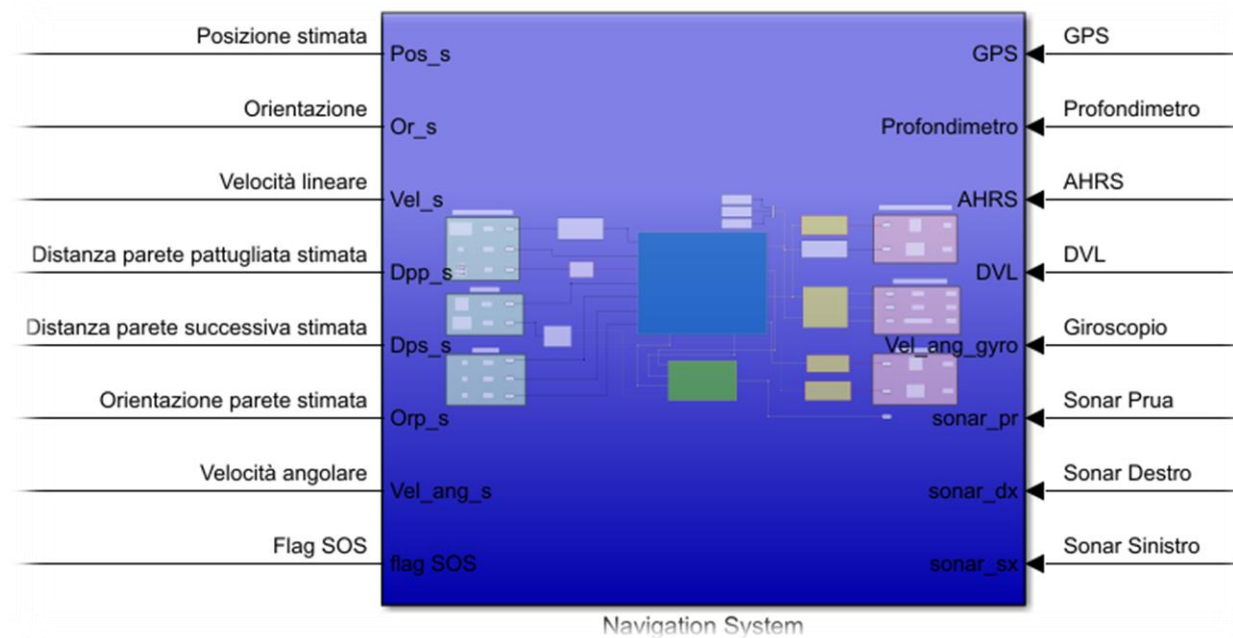 Posizione stimata
Pos_s
GPS
GPS
Orientazione
Or_s
Profondimetro
Profondimetro
Velocità lineare
Vel_s
AHRS
AHRS
Distanza parete pattugliata stimata
Dpp_s
DVL
DVL
Distanza parete successiva stimata
Dps_s
Vel_ang_gyro
Giroscopio
Orientazione parete stimata
Orp_s
sonar_pr
Sonar Prua
Velocità angolare
Vel_ang_s
sonar_dx
Sonar Destro
Flag SOS
flag SOS
sonar_sx
Sonar Sinistro
Navigation System